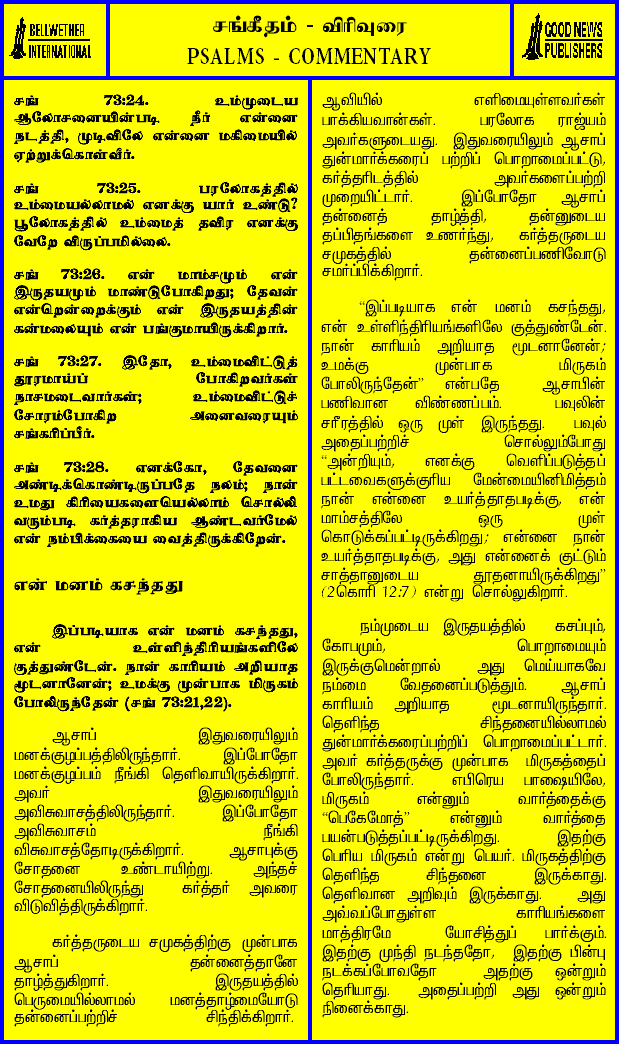 BELLWETHER
INTERNATIONAL
சங்கீதம் - விரிவுரை
PSALMS - COMMENTARY
GOOD NEWS
PUBLISHERS
சங் 73:24. உம்முடைய
ஆலோசனையின்படி நீர் என்னை
நடத்தி, முடிவிலே என்னை மகிமையில்
ஏற்றுக்கொள்வீர்.
சங் 73:25. பரலோகத்தில்
உம்மையல்லாமல் எனக்கு யார் உண்டு?
பூலோகத்தில் உம்மைத் தவிர எனக்கு
வேறே விருப்பமில்லை.
சங் 73:26. என் மாம்சமும் என்
இருதயமும் மாண்டுபோகிறது; தேவன்
என்றென்றைக்கும் என் இருதயத்தின்
கன்மலையும் என் பங்குமாயிருக்கிறார்.
சங் 73:27. இதோ, உம்மைவிட்டுத்
தூரமாய்ப் போகிறவர்கள்
நாசமடைவார்கள்; உம்மைவிட்டுச்
சோரம்போகிற அனைவரையும்
சங்கரிப்பீர்.
சங் 73:28. எனக்கோ, தேவனை
அண்டிக்கொண்டிருப்பதே நலம்; நான்
உமது கிரியைகளையெல்லாம் சொல்லி
வரும்படி கர்த்தராகிய ஆண்டவர்மேல்
என் நம்பிக்கையை வைத்திருக்கிறேன்.
என் மனம் கசந்தது
இப்படியாக என் மனம் கசந்தது,
என் உள்ளிந்திரியங்களிலே
குத்துண்டேன். நான் காரியம் அறியாத
மூடனானேன்; உமக்கு முன்பாக மிருகம்
போலிருந்தேன் (சங் 73:21,22).
ஆசாப் இதுவரையிலும்
மனக்குழப்பத்திலிருந்தார். இப்போதோ
மனக்குழப்பம் நீங்கி தெளிவாயிருக்கிறார்.
அவர் இதுவரையிலும்
அவிசுவாசத்திலிருந்தார். இப்போதோ
அவிசுவாசம் நீங்கி
விசுவாசத்தோடிருக்கிறார். ஆசாபுக்கு
சோதனை உண்டாயிற்று. அந்தச்
சோதனையிலிருந்து கர்த்தர் அவரை
விடுவித்திருக்கிறார்.
கர்த்தருடைய சமுகத்திற்கு முன்பாக
ஆசாப் தன்னைத்தானே
தாழ்த்துகிறார். இருதயத்தில்
பெருமையில்லாமல் மனத்தாழ்மையோடு
தன்னைப்பற்றிச் சிந்திக்கிறார்.
ஆவியில் எளிமையுள்ளவர்கள்
பாக்கியவான்கள். பரலோக ராஜ்யம்
அவர்களுடையது. இதுவரையிலும் ஆசாப்
துன்மார்க்கரைப் பற்றிப் பொறாமைப்பட்டு,
கர்த்தரிடத்தில் அவர்களைப்பற்றி
முறையிட்டார். இப்போதோ ஆசாப்
தன்னைத் தாழ்த்தி, தன்னுடைய
தப்பிதங்களை உணர்ந்து, கர்த்தருடைய
சமுகத்தில் தன்னைப்பணிவோடு
சமர்ப்பிக்கிறார்.
“இப்படியாக என் மனம் கசந்தது,
என் உள்ளிந்திரியங்களிலே குத்துண்டேன்.
நான் காரியம் அறியாத மூடனானேன்;
உமக்கு முன்பாக மிருகம்
போலிருந்தேன்” என்பதே ஆசாபின்
பணிவான விண்ணப்பம். பவுலின்
சரீரத்தில் ஒரு முள் இருந்தது. பவுல்
அதைப்பற்றிச் சொல்லும்போது
“அன்றியும், எனக்கு வெளிப்படுத்தப்
பட்டவைகளுக்குரிய மேன்மையினிமித்தம்
நான் என்னை உயர்த்தாதபடிக்கு, என்
மாம்சத்திலே ஒரு முள்
கொடுக்கப்பட்டிருக்கிறது; என்னை நான்
உயர்த்தாதபடிக்கு, அது என்னைக் குட்டும்
சாத்தானுடைய தூதனாயிருக்கிறது”
(2கொரி 12:7) என்று சொல்லுகிறார்.
நம்முடைய இருதயத்தில் கசப்பும்,
கோபமும், பொறாமையும்
இருக்குமென்றால் அது மெய்யாகவே
நம்மை வேதனைப்படுத்தும். ஆசாப்
காரியம் அறியாத மூடனாயிருந்தார்.
தெளிந்த சிந்தனையில்லாமல்
துன்மார்க்கரைப்பற்றிப் பொறாமைப்பட்டார்.
அவர் கர்த்தருக்கு முன்பாக மிருகத்தைப்
போலிருந்தார். எபிரெய பாஷையிலே,
மிருகம் என்னும் வார்த்தைக்கு
“பெகேமோத்” என்னும் வார்த்தை
பயன்படுத்தப்பட்டிருக்கிறது. இதற்கு
பெரிய மிருகம் என்று பெயர். மிருகத்திற்கு
தெளிந்த சிந்தனை இருக்காது.
தெளிவான அறிவும் இருக்காது. அது
அவ்வப்போதுள்ள காரியங்களை
மாத்திரமே யோசித்துப் பார்க்கும்.
இதற்கு முந்தி நடந்ததோ, இதற்கு பின்பு
நடக்கப்போவதோ அதற்கு ஒன்றும்
தெரியாது. அதைப்பற்றி அது ஒன்றும்
நினைக்காது.